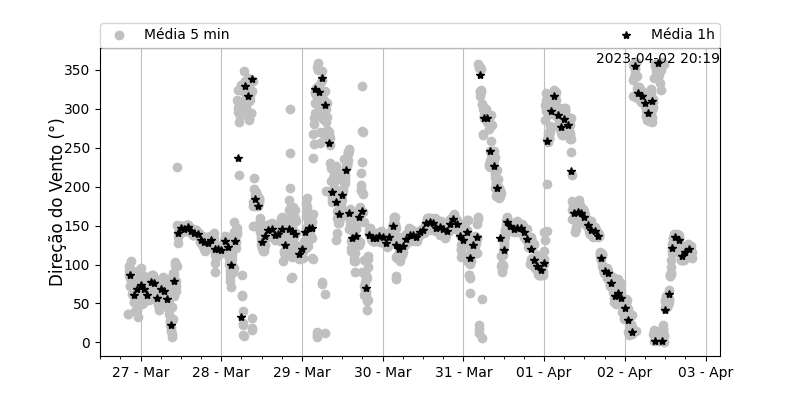 Média 5 min
Média 1h
2023-04-02 20:19
Direção do Vento (°)
350
300
250
200
150
100
50
0
27 - Mar
28 - Mar
29 - Mar
30 - Mar
31 - Mar
01 - Apr
02 - Apr
03 - Apr